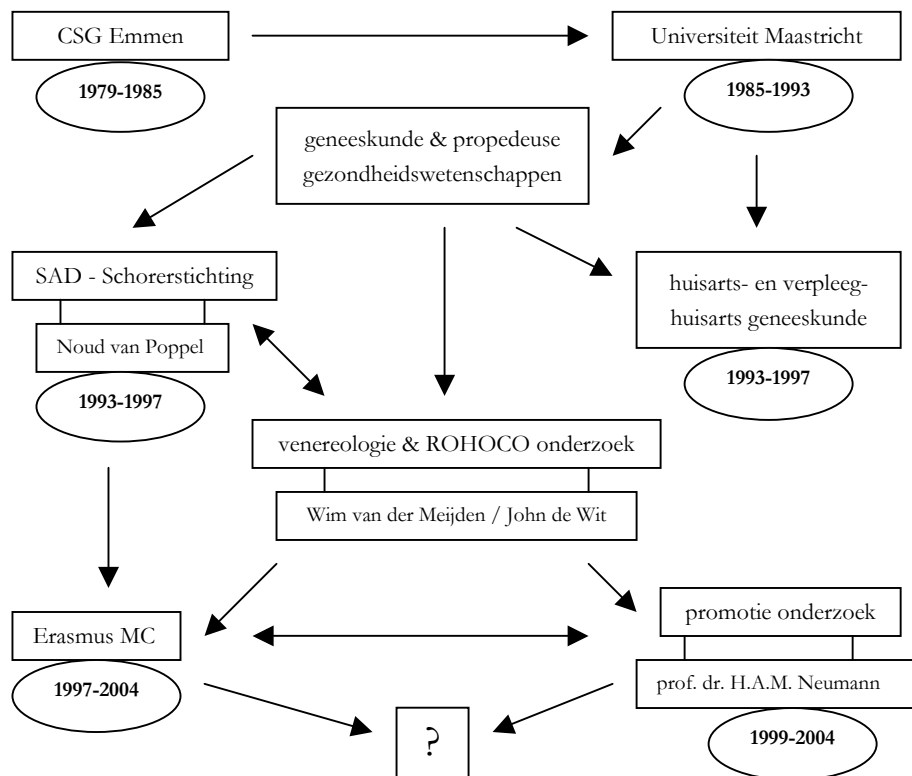 CSG Emmen
Universiteit Maastricht
1979-1985
1985-1993
geneeskunde & propedeuse
gezondheidswetenschappen
SAD - Schorerstichting
huisarts- en verpleeg-
huisarts geneeskunde
Noud van Poppel
1993-1997
1993-1997
venereologie & ROHOCO onderzoek
Wim van der Meijden / John de Wit
Erasmus MC
promotie onderzoek
1997-2004
prof. dr. H.A.M. Neumann
?
1999-2004